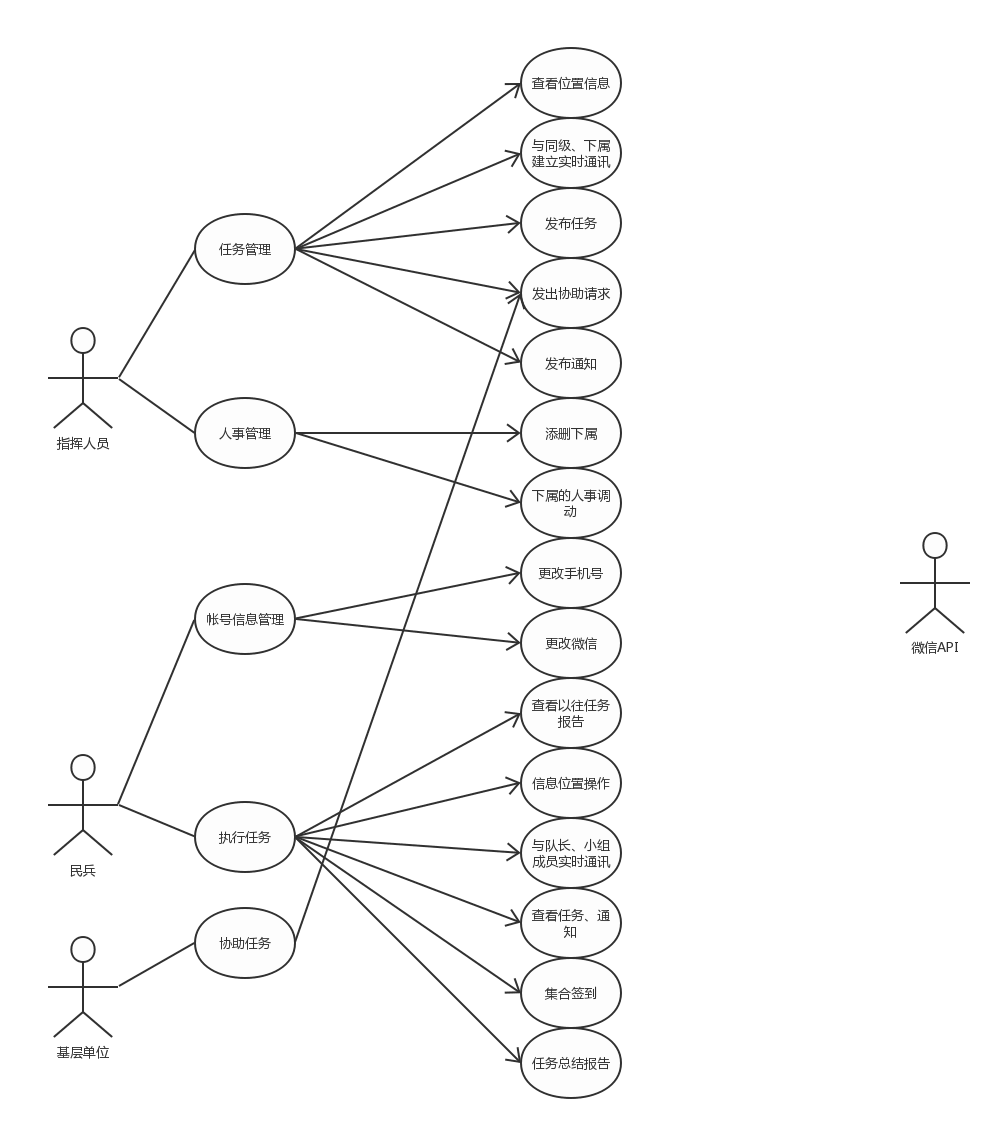 查看位置信息
与同级、下属
建立实时通讯
发布任务
任务管理
发出协助请求
发布通知
指挥人员
人事管理
添删下属
下属的人事调
动
更改手机号
帐号信息管理
更改微信
微信API
查看以往任务
报告
信息位置操作
执行任务
与队长、小组
成员实时通讯
民兵
查看任务、通
知
协助任务
集合签到
基层单位
任务总结报告